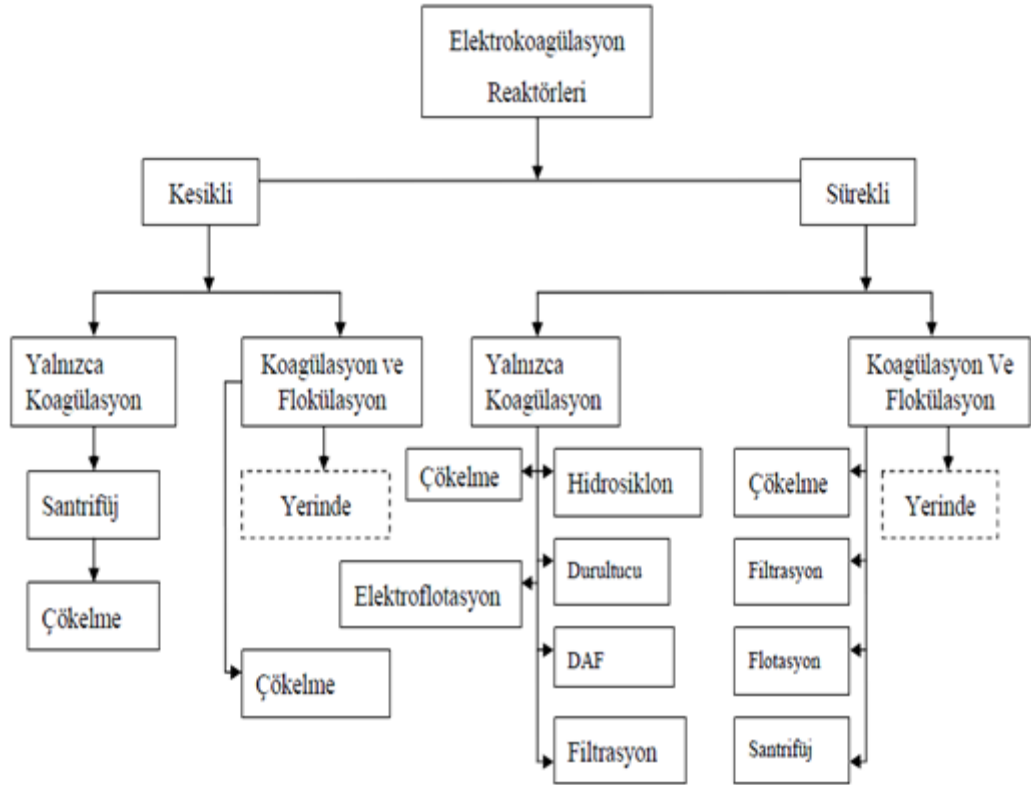 Elektrokoagülasyon
Reaktörleri
Kesikli
Sürekli
Yalnızca
Koagülasyon
Koagülasyon ve
Flokülasyon
Yalnızca
Koagülasyon
Koagülasyon Ve
Flokülasyon
Santrifüj
Çökelme
Yerinde
Çökelme
Çökelme
Hidrosiklon
Durultucu
Elektroflotasyon
DAF
Filtrasyon
Çökelme
Yerinde
Filtrasyon
Flotasyon
Santrifüj